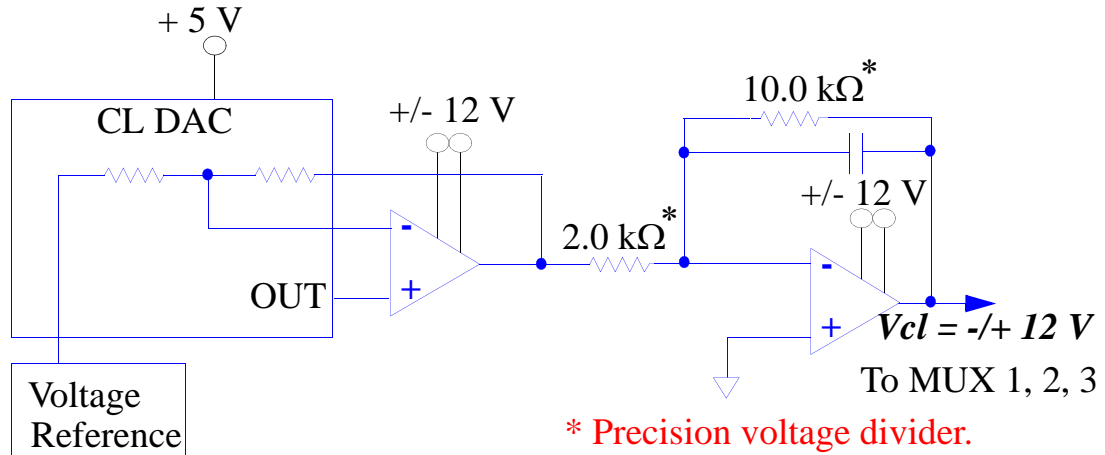 + 5 V
CL DAC
+/- 12 V
10.0 kΩ*
+/- 12 V
2.0 kΩ*
-
+
OUT
-
+
Vcl = -/+ 12 V
To MUX 1, 2, 3
Voltage
Reference
* Precision voltage divider.